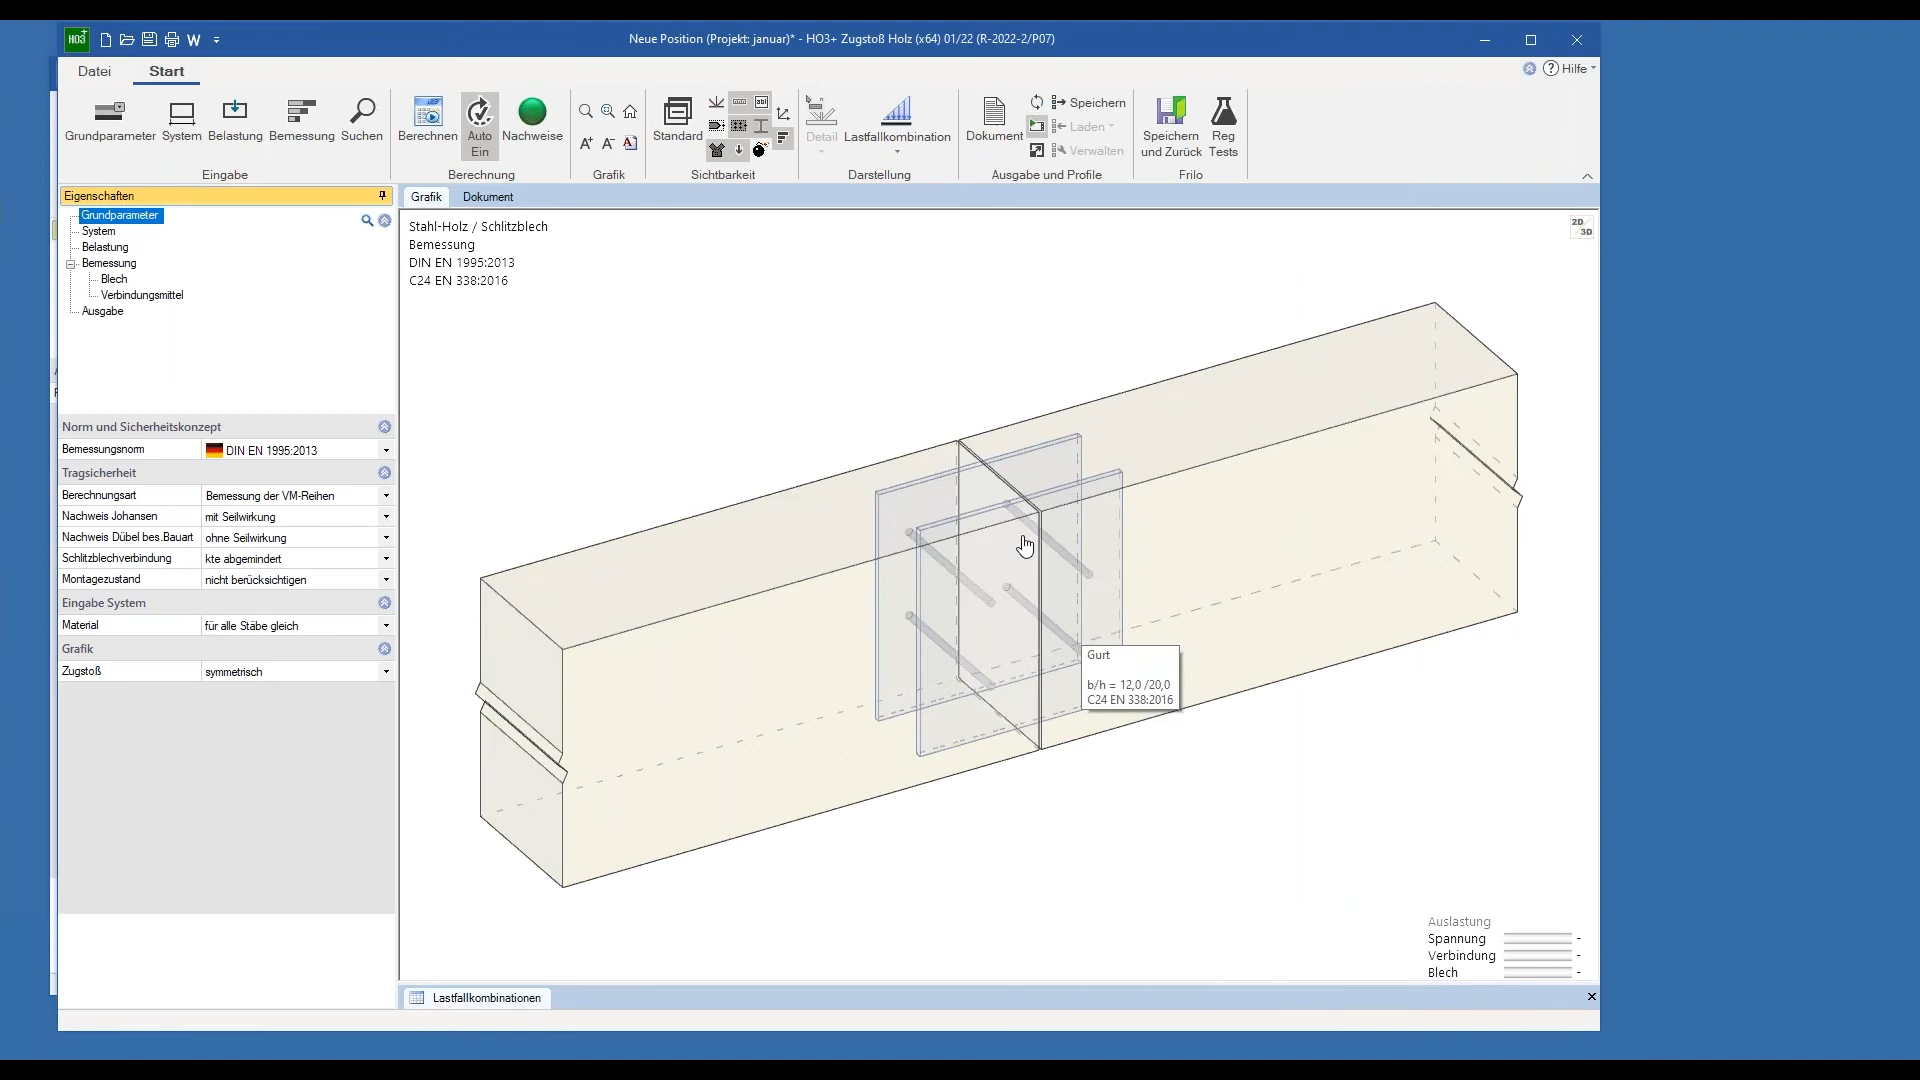 HO3+ Neue Position (Projekt: januar)* - HO3+ Zugstoß Holz (x64) 01/22 (R-2022-2/P07)
Datei Start Hilfe
Grundparameter System Belastung Bemessung Suchen
Eingabe
Berechnen Auto Ein Nachweise
Berechnung
Grafik
Standard
Sichtbarkeit
Detail Lastfallkombination
Darstellung
Dokument Speichern
Laden
Verwalten
Ausgabe und Profile
Speichern und Zurück Reg Tests
Frilo
Eigenschaften
Grundparameter
System
Belastung
Bemessung
Blech
Verbindungsmittel
Ausgabe
Norm und Sicherheitskonzept
Bemessungsnorm DIN EN 1995:2013
Tragsicherheit
Berechnungsart Bemessung der VM-Reihen
Nachweis Johansen mit Seilwirkung
Nachweis Dübel bes.Bauart ohne Seilwirkung
Schlitzblechverbindung kte abgemindert
Montagezustand nicht berücksichtigen
Eingabe System
Material für alle Stäbe gleich
Grafik
Zugstoß symmetrisch
Grafik Dokument
Stahl-Holz / Schlitzblech
Bemessung
DIN EN 1995:2013
C24 EN 338:2016
2D/3D
Gurt
b/h = 12,0 /20,0
C24 EN 338:2016
Auslastung
Spannung -
Verbindung -
Blech -
Lastfallkombinationen